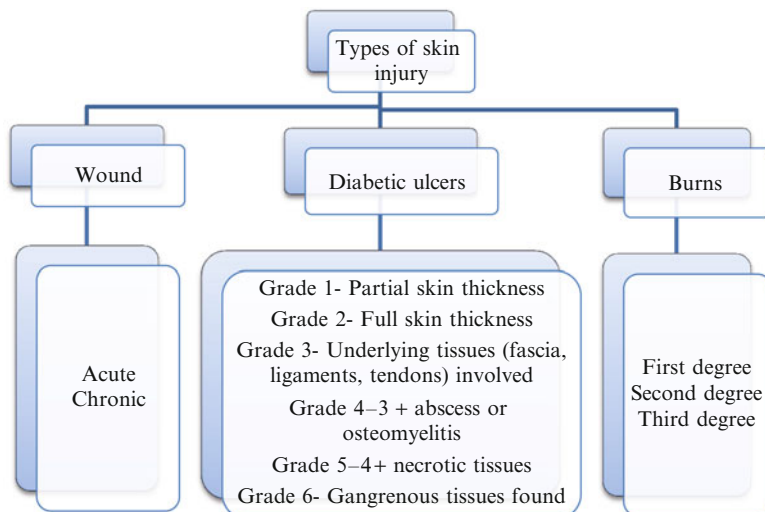 Types of skin
injury
Wound
Diabetic ulcers
Burns
Acute
Chronic
Grade 1- Partial skin thickness
Grade 2- Full skin thickness
Grade 3- Underlying tissues (fascia,
ligaments, tendons) involved
Grade 4–3 + abscess or
osteomyelitis
Grade 5–4+ necrotic tissues
Grade 6- Gangrenous tissues found
First degree
Second degree
Third degree